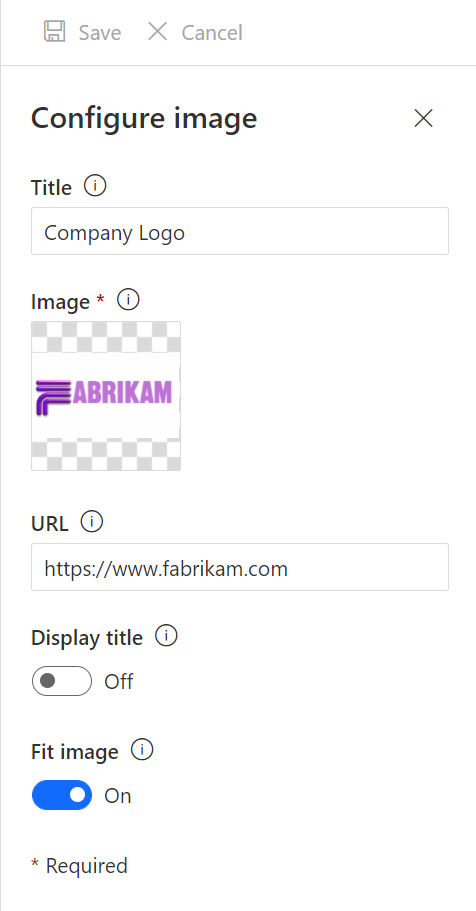 Save Cancel
Configure image
Title
Company Logo
Image *
FABRIKAM
URL
https://www.fabrikam.com
Display title
Off
Fit image
On
* Required